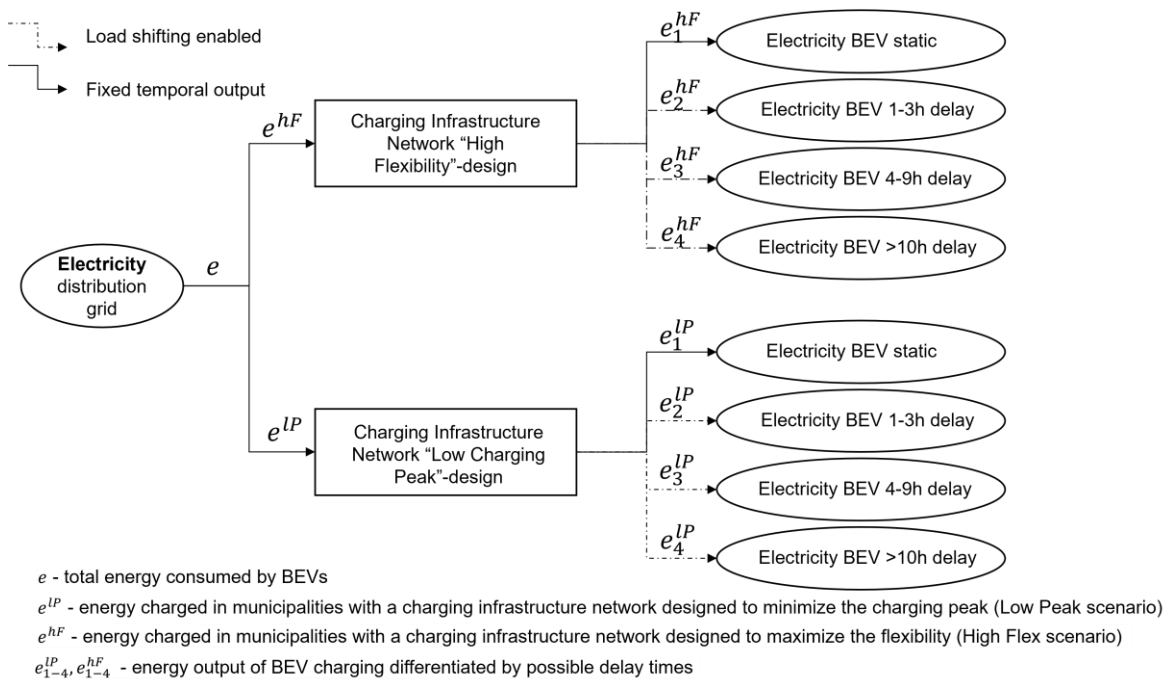 Load shifting enabled
Fixed temporal output
Electricity
distribution
grid
e
e^{hF}
Charging Infrastructure
Network “High
Flexibility”-design
e_1^{hF}
Electricity BEV static
e_2^{hF}
Electricity BEV 1-3h delay
e_3^{hF}
Electricity BEV 4-9h delay
e_4^{hF}
Electricity BEV >10h delay
e^{lP}
Charging Infrastructure
Network “Low Charging
Peak”-design
e_1^{lP}
Electricity BEV static
e_2^{lP}
Electricity BEV 1-3h delay
e_3^{lP}
Electricity BEV 4-9h delay
e_4^{lP}
Electricity BEV >10h delay
e - total energy consumed by BEVs
e^{lP} - energy charged in municipalities with a charging infrastructure network designed to minimize the charging peak (Low Peak scenario)
e^{hF} - energy charged in municipalities with a charging infrastructure network designed to maximize the flexibility (High Flex scenario)
e_{1-4}^{lP}, e_{1-4}^{hF} - energy output of BEV charging differentiated by possible delay times